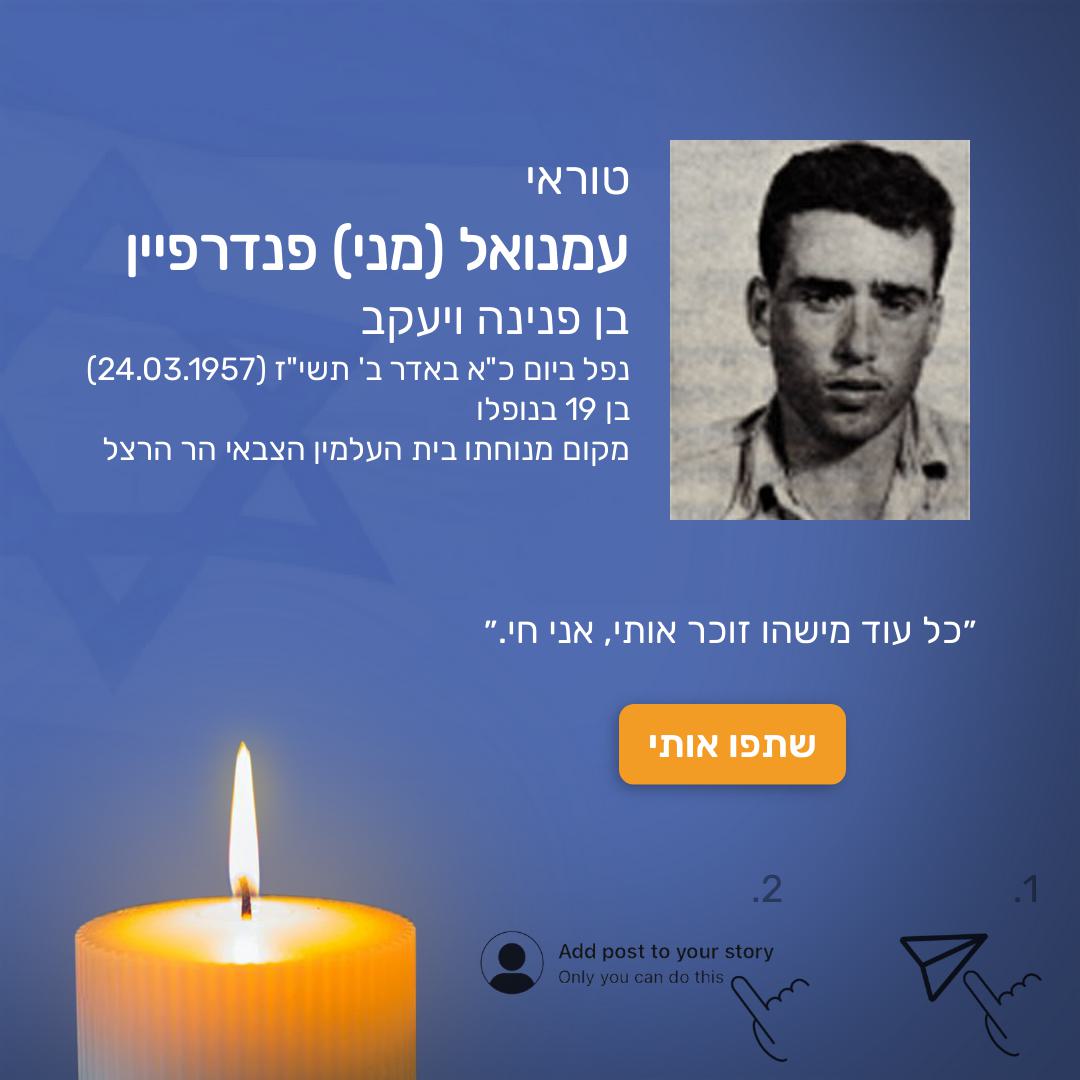 טוראי
עמנואל (מני) פנדרפיין
בן פנינה ויעקב
נפל ביום כ"א באדר ב' תשי"ז (24.03.1957)
בן 19 בנופלו
מקום מנוחתו בית העלמין הצבאי הר הרצל
״כל עוד מישהו זוכר אותי, אני חי.״
שתפו אותי
1.
2.
Add post to your story
Only you can do this